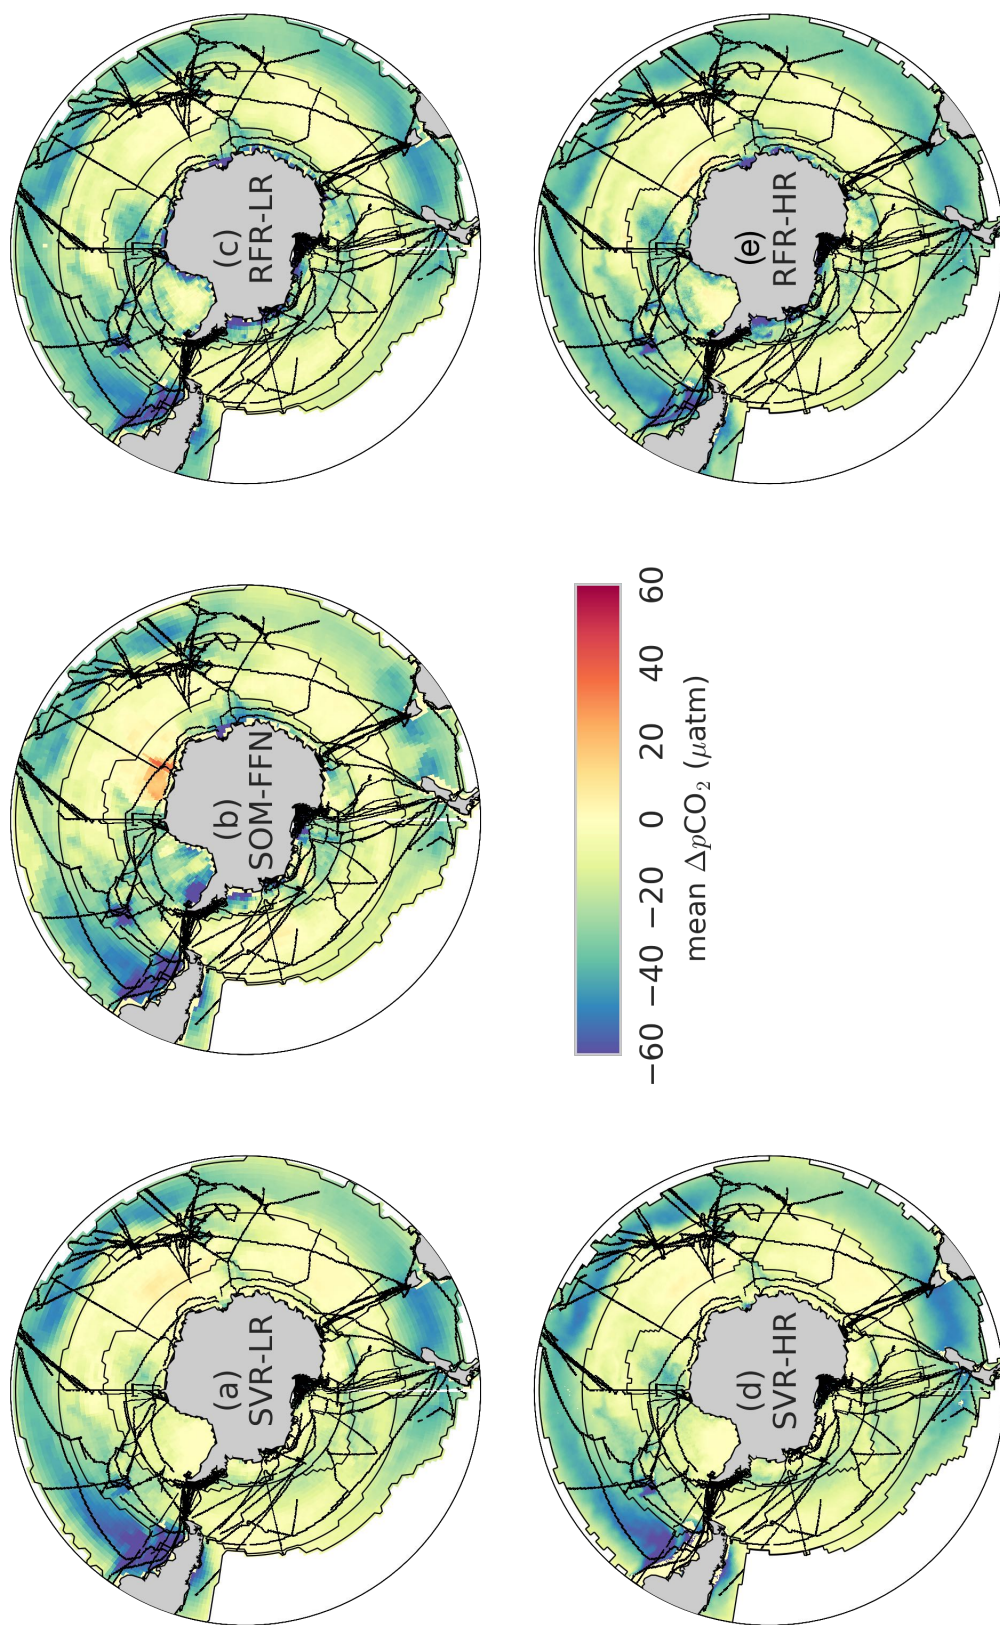 (a)
SVR-LR
(b)
SOM-FFN
(c)
RFR-LR
(d)
SVR-HR
−60 −40 −20 0 20 40 60
mean ΔpCO₂ (μatm)
(e)
RFR-HR